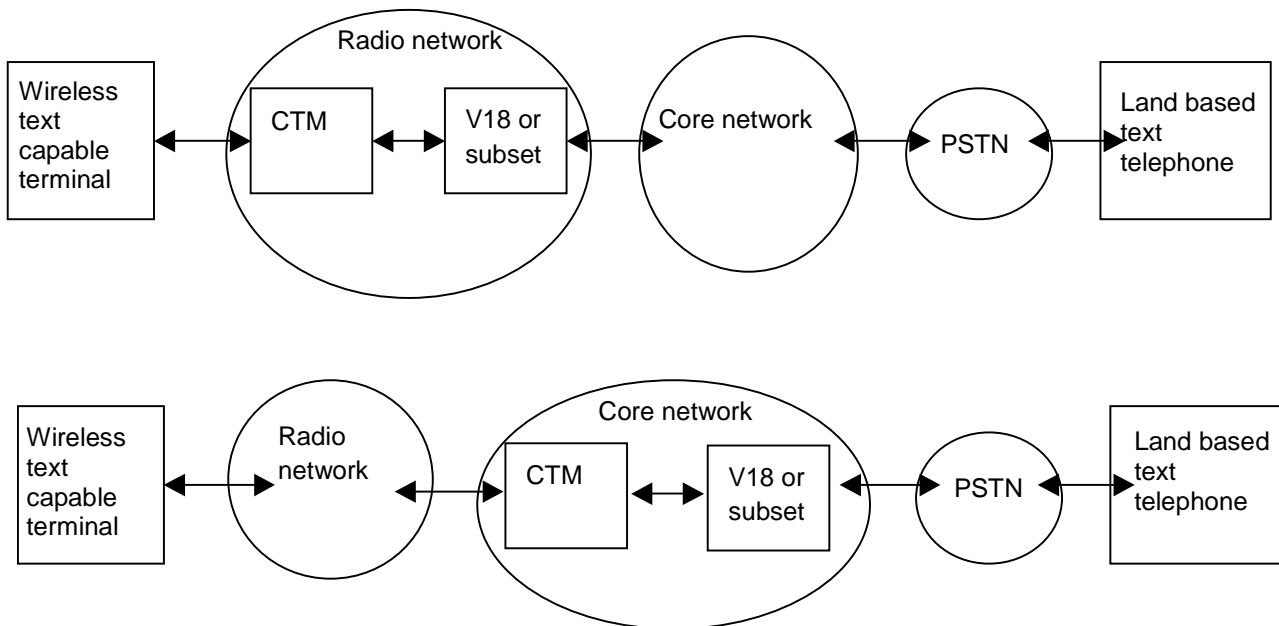 Radio network
Wireless
text
capable
terminal
CTM
V18 or
subset
Core network
PSTN
Land based
text
telephone
Wireless
text
capable
terminal
Radio
network
Core network
CTM
V18 or
subset
PSTN
Land based
text
telephone